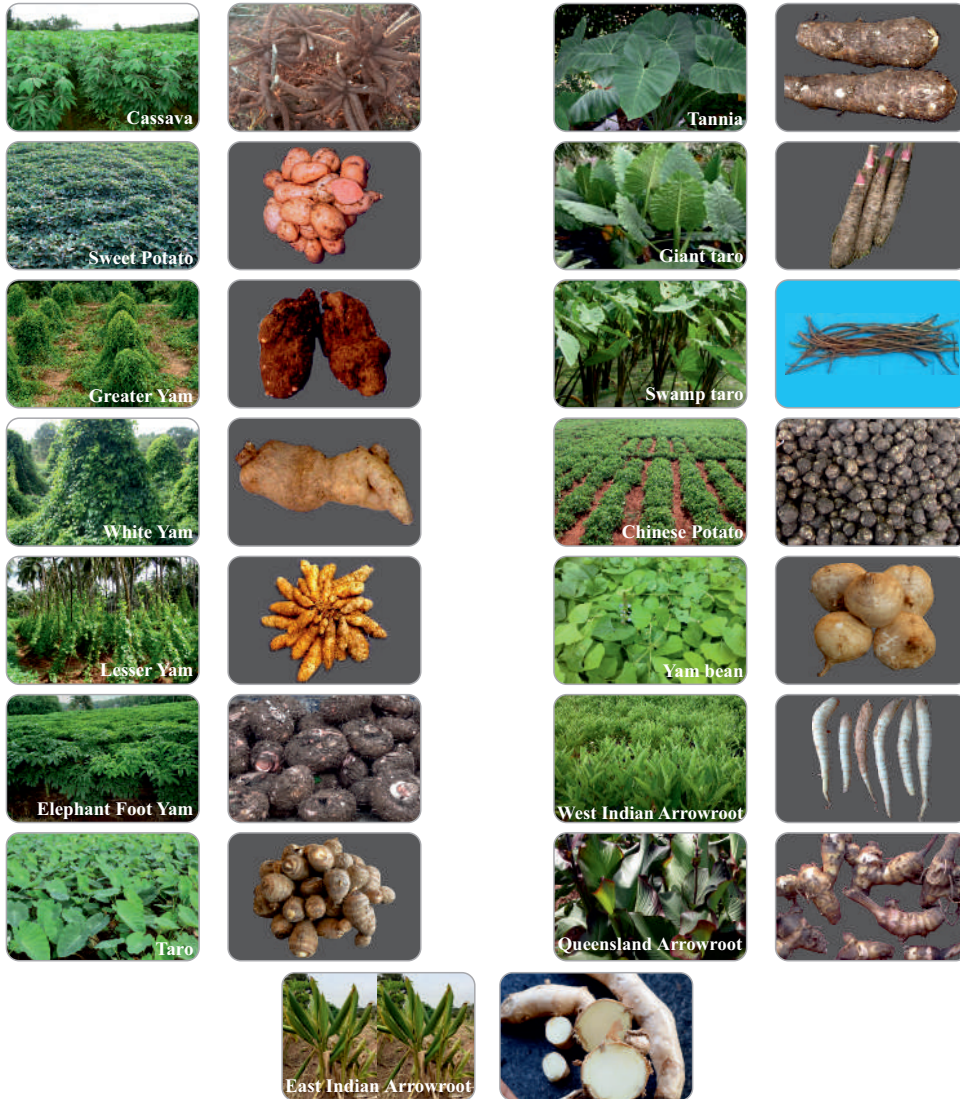 Cassava
Tannia
Sweet Potato
Giant taro
Greater Yam
Swamp taro
White Yam
Chinese Potato
Lesser Yam
Yam bean
Elephant Foot Yam
West Indian Arrowroot
Taro
Queensland Arrowroot
East Indian Arrowroot